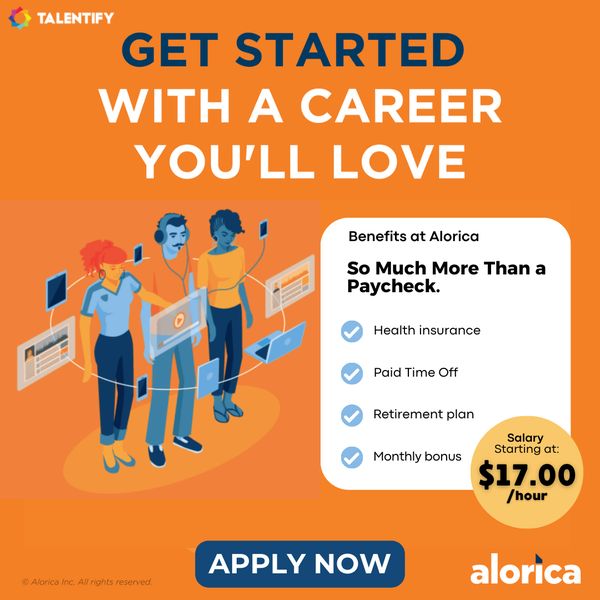 TALENTIFY
GET STARTED
WITH A CAREER
YOU'LL LOVE
Benefits at Alorica
So Much More Than a
Paycheck.
Health insurance
Paid Time Off
Retirement plan
Monthly bonus
Salary
Starting at:
$17.00
/hour
APPLY NOW
© Alorica Inc, All rights reserved.
alorica